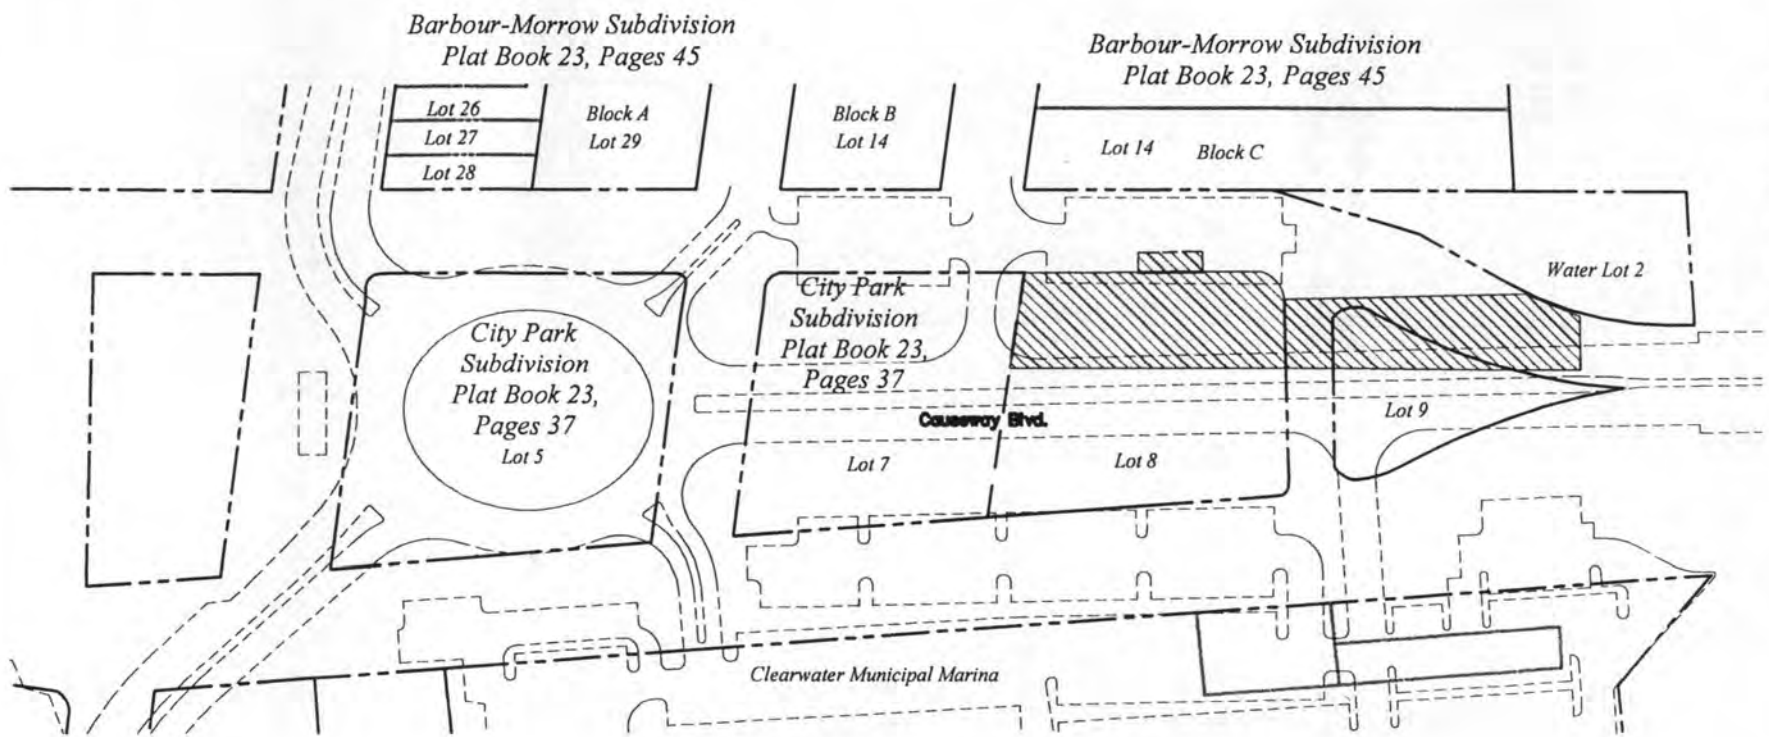 Barbour-Morrow Subdivision
Plat Book 23, Pages 45
Barbour-Morrow Subdivision
Plat Book 23, Pages 45
Lot 26
Lot 27
Lot 28
Block A
Lot 29
Block B
Lot 14
Lot 14 Block C
Water Lot 2
City Park
Subdivision
Plat Book 23,
Pages 37
Lot 5
City Park
Subdivision
Plat Book 23,
Pages 37
Causeway Blvd.
Lot 7
Lot 8
Lot 9
Clearwater Municipal Marina